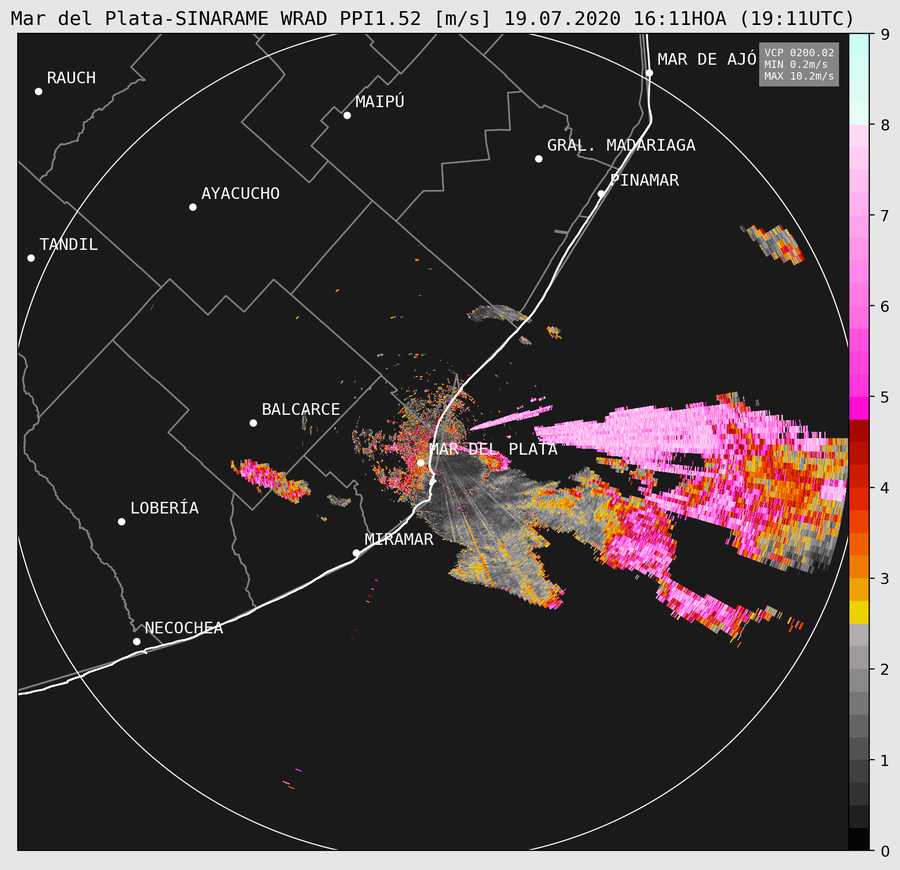 Mar del Plata-SINARAME WRAD PPI1.52 [m/s] 19.07.2020 16:11HOA (19:11UTC)
VCP 0200.02
MIN 0.2m/s
MAX 10.2m/s
MAR DE AJÓ
RAUCH
MAIPÚ
GRAL. MADARIAGA
PINAMAR
AYACUCHO
TANDIL
BALCARCE
MAR DEL PLATA
LOBERÍA
MIRAMAR
NECOCHEA
9
8
7
6
5
4
3
2
1
0